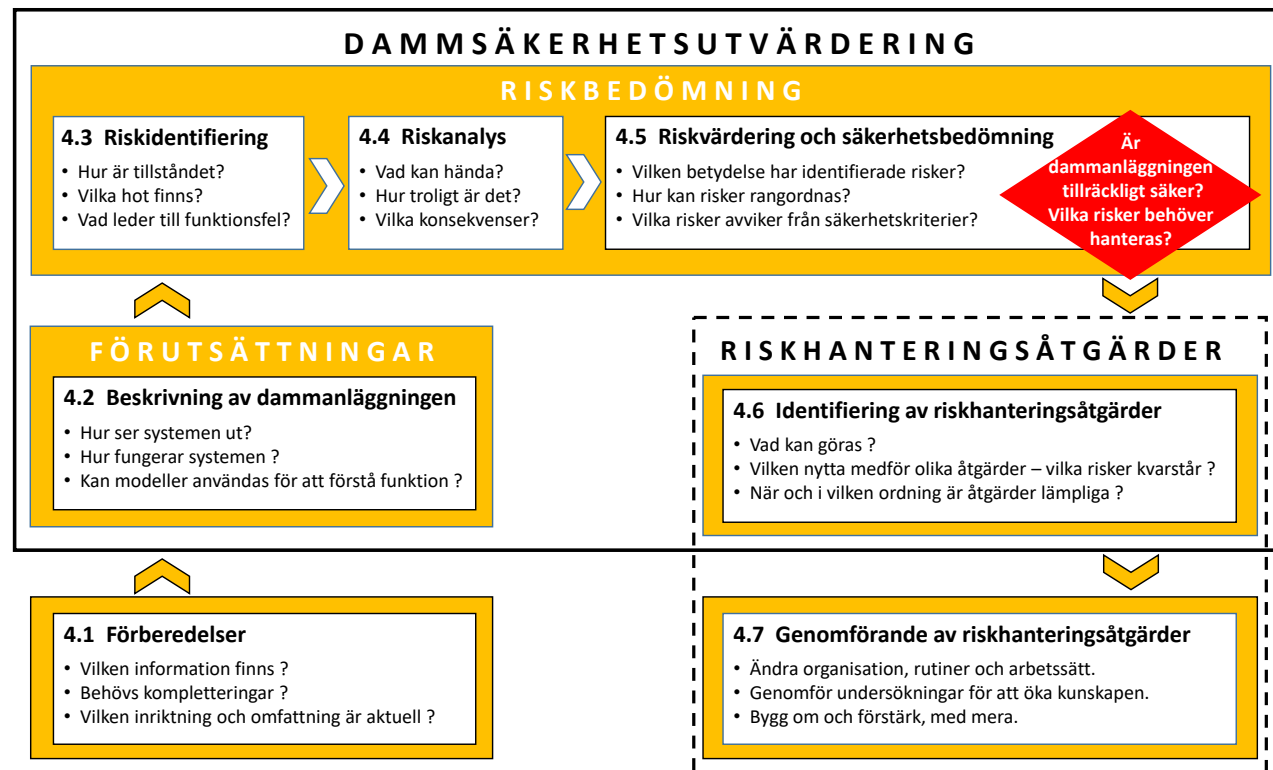 DAMMSÄKERHETSUTVÄRDERING
RISKBEDÖMNING
4.3 Riskidentifiering
• Hur är tillståndet?
• Vilka hot finns?
• Vad leder till funktionsfel?
4.4 Riskanalys
• Vad kan hända?
• Hur troligt är det?
• Vilka konsekvenser?
4.5 Riskvärdering och säkerhetsbedömning
• Vilken betydelse har identifierade risker?
• Hur kan risker rangordnas?
• Vilka risker avviker från säkerhetskriterier?
Är
dammanläggningen
tillräckligt säker?
Vilka risker behöver
hanteras?
FÖRUTSÄTTNINGAR
4.2 Beskrivning av dammanläggningen
• Hur ser systemen ut?
• Hur fungerar systemen ?
• Kan modeller användas för att förstå funktion ?
RISKHANTERINGSÅTGÄRDER
4.6 Identifiering av riskhanteringsåtgärder
• Vad kan göras ?
• Vilken nytta medför olika åtgärder – vilka risker kvarstår ?
• När och i vilken ordning är åtgärder lämpliga ?
4.1 Förberedelser
• Vilken information finns ?
• Behövs kompletteringar ?
• Vilken inriktning och omfattning är aktuell ?
4.7 Genomförande av riskhanteringsåtgärder
• Ändra organisation, rutiner och arbetssätt.
• Genomför undersökningar för att öka kunskapen.
• Bygg om och förstärk, med mera.